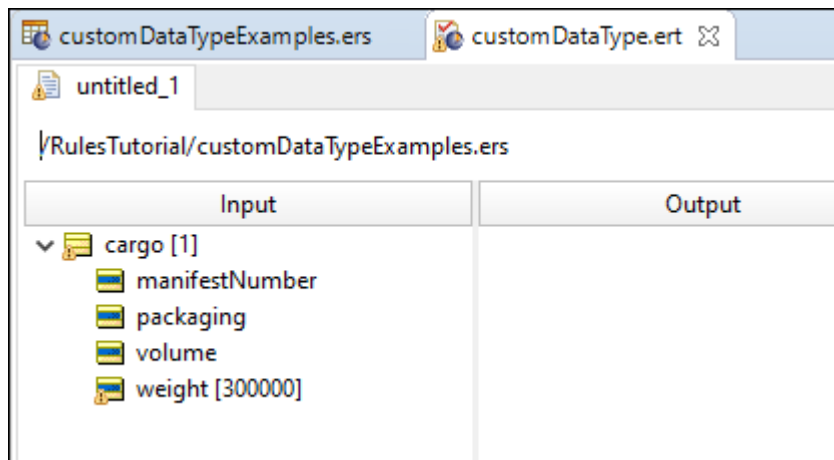 customDataTypeExamples.ers customDataType.ert
untitled_1
/RulesTutorial/customDataTypeExamples.ers
Input Output
cargo [1]
manifestNumber
packaging
volume
weight [300000]